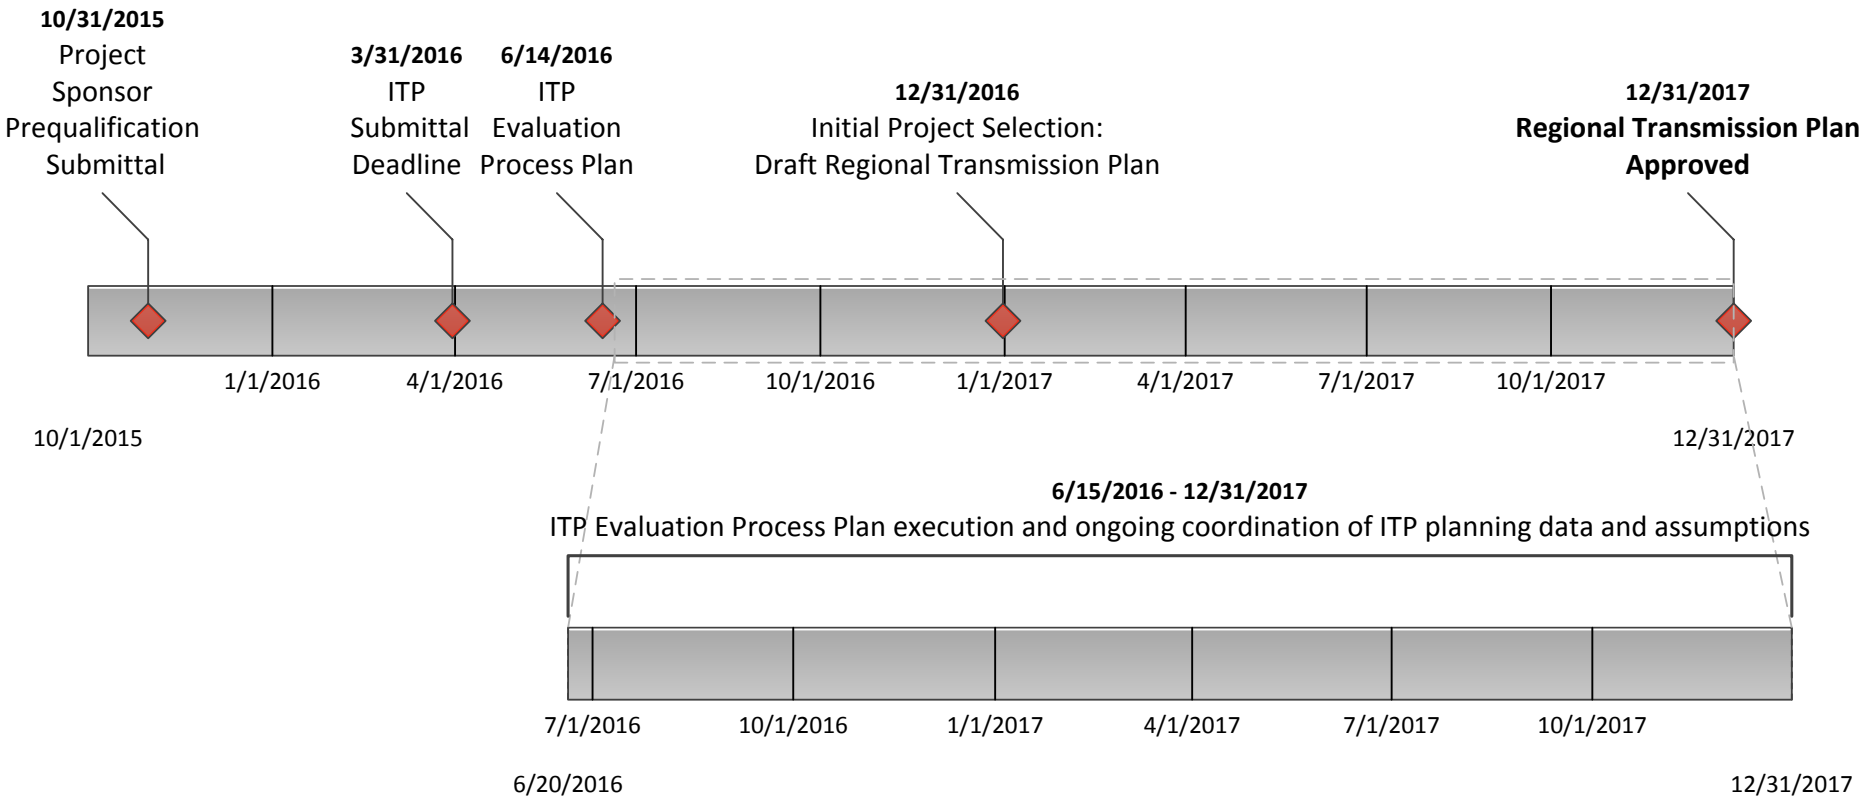 10/31/2015
Project
Sponsor
Prequalification
Submittal
3/31/2016
ITP
Submittal
Deadline
6/14/2016
ITP
Evaluation
Process Plan
12/31/2016
Initial Project Selection:
Draft Regional Transmission Plan
12/31/2017
Regional Transmission Plan
Approved
1/1/2016 4/1/2016 7/1/2016 10/1/2016 1/1/2017 4/1/2017 7/1/2017 10/1/2017
10/1/2015 12/31/2017
6/15/2016 - 12/31/2017
ITP Evaluation Process Plan execution and ongoing coordination of ITP planning data and assumptions
7/1/2016 10/1/2016 1/1/2017 4/1/2017 7/1/2017 10/1/2017
6/20/2016 12/31/2017